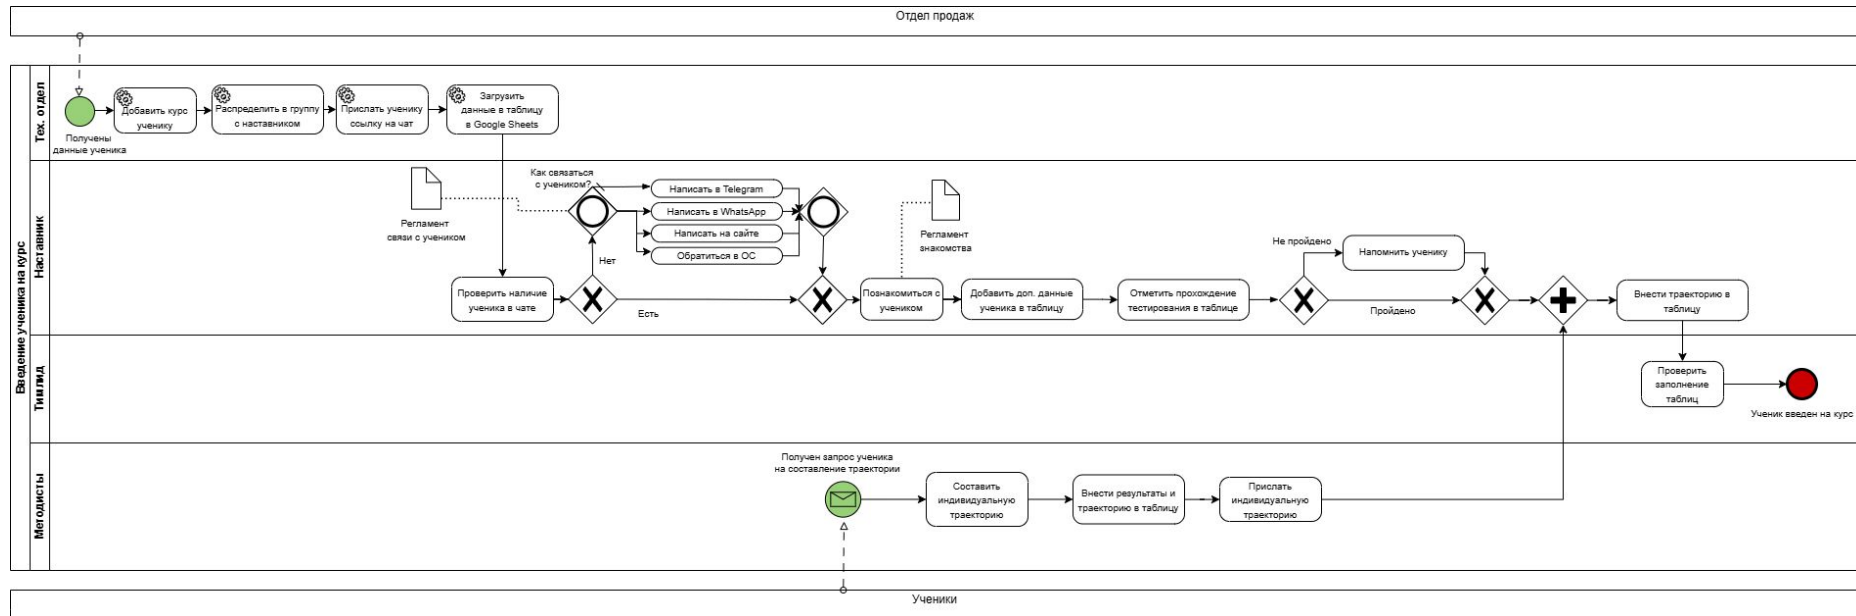 Отдел продаж
Введение ученика на курс
Тех. отдел
Получены
данные ученика
Добавить курс
ученику
Распределить в группу
с наставником
Прислать ученику
ссылку на чат
Загрузить
данные в таблицу
в Google Sheets
Наставник
Регламент
связи с учеником
Как связаться
с учеником?
Написать в Telegram
Написать в WhatsApp
Написать на сайте
Обратиться в ОС
Регламент
знакомства
Нет
Проверить наличие
ученика в чате
Есть
Познакомиться с
учеником
Добавить доп. данные
ученика в таблицу
Отметить прохождение
тестирования в таблице
Не пройдено
Напомнить ученику
Пройдено
Внести траекторию в
таблицу
Тимлид
Проверить
заполнение
таблиц
Ученик введен на курс
Методисты
Получен запрос ученика
на составление траектории
Составить
индивидуальную
траекторию
Внести результаты и
траекторию в таблицу
Прислать
индивидуальную
траекторию
Ученики